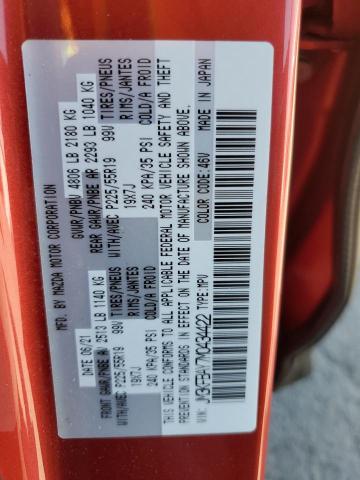 MFD. BY MAZDA MOTOR CORPORATION
DATE: 06/21 GVWR/PNBV 4806 LB 2180 KG
FRONT GAWR/PNBE AV 2513 LB 1140 KG REAR GAWR/PNBE AR 2293 LB 1040 KG
WITH/AVEC P225/55R19 99V TIRES/PNEUS WITH/AVEC P225/55R19 99V TIRES/PNEUS
19X7J RIMS/JANTES 19X7J RIMS/JANTES
240 KPA/35 PSI COLD/A FROID 240 KPA/35 PSI COLD/A FROID
THIS VEHICLE CONFORMS TO ALL APPLICABLE FEDERAL MOTOR VEHICLE SAFETY AND THEFT
PREVENTION STANDARDS IN EFFECT ON THE DATE OF MANUFACTURE SHOWN ABOVE.
VIN: TYPE: MPV COLOR: 46V MADE IN JAPAN